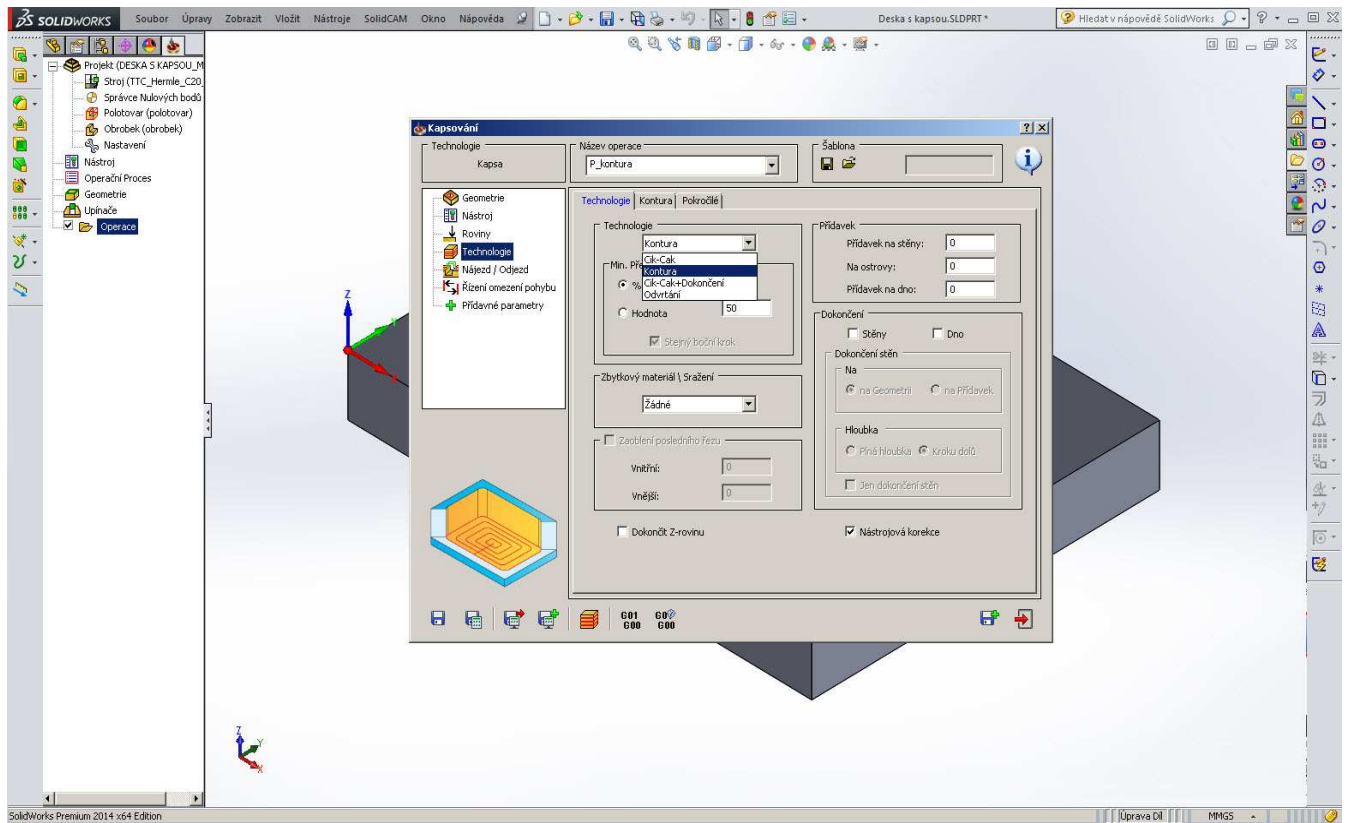 SOLIDWORKS Soubor Úpravy Zobrazit Vložit Nástroje SolidCAM Okno Nápověda Deska s kapsou.SLDPRT * Hledat v nápovědě SolidWorks
Projekt (DESKA S KAPSOU_M
Stroj (TTC_Hermle_C20_
Správce Nulových bodů
Polotovar (polotovar)
Obrobek (obrobek)
Nastavení
Nástroj
Operační Proces
Geometrie
Upínače
Operace
Kapsování
Technologie
Kapsa
Název operace
P_kontura
Šablona
Geometrie
Nástroj
Roviny
Technologie
Nájezd / Odjezd
Řízení omezení pohybu
Přídavné parametry
Technologie Kontura Pokročilé
Technologie
Kontura
Cik-Cak
Kontura
Cik-Cak+Dokončení
Odvrtání
Min. Pře
%
Hodnota 50
Stejný boční krok
Zbytkový materiál \ Sražení
Žádné
Zaoblení posledního řezu
Vnitřní: 0
Vnější: 0
Dokončit Z-rovinu
Přídavek
Přídavek na stěny: 0
Na ostrovy: 0
Přídavek na dno: 0
Dokončení
Stěny Dno
Dokončení stěn
Na
na Geometrii na Přídavek
Hloubka
Plná hloubka Kroku dolů
Jen dokončení stěn
Nástrojová korekce
G01 G0?
G00 G00
Z
Y
X
Z
Y
X
SolidWorks Premium 2014 x64 Edition Úprava Díl MMGS